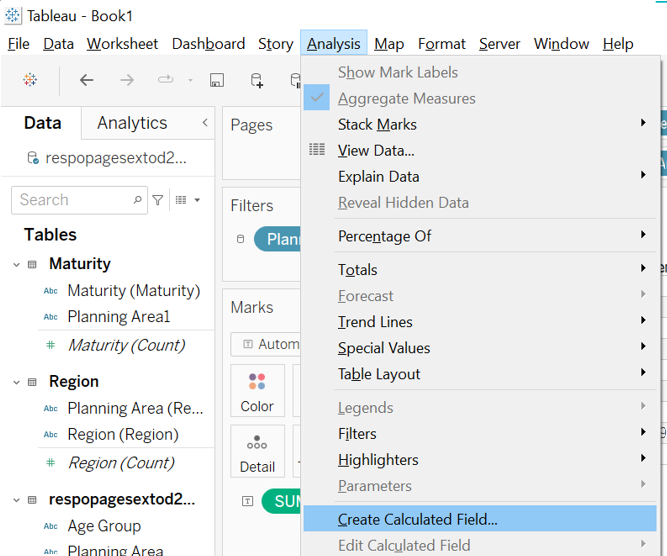 Tableau - Book1
File Data Worksheet Dashboard Story Analysis Map Format Server Window Help
Data Analytics
respopagesextod2...
Search
Tables
Maturity
Abc Maturity (Maturity)
Abc Planning Area1
# Maturity (Count)
Region
Abc Planning Area (Re...
Abc Region (Region)
# Region (Count)
respopagesextod2...
Abc Age Group
Abc Planning Area
Pages
Filters
Marks
Color
Detail
T
SUM
Show Mark Labels
Aggregate Measures
Stack Marks
View Data...
Explain Data
Reveal Hidden Data
Percentage Of
Totals
Forecast
Trend Lines
Special Values
Table Layout
Legends
Filters
Highlighters
Parameters
Create Calculated Field...
Edit Calculated Field